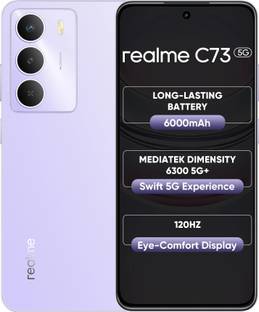 realme C73 5G
LONG-LASTING
BATTERY
6000mAh
MEDIATEK DIMENSITY
6300 5G+
Swift 5G Experience
120HZ
Eye-Comfort Display
realme